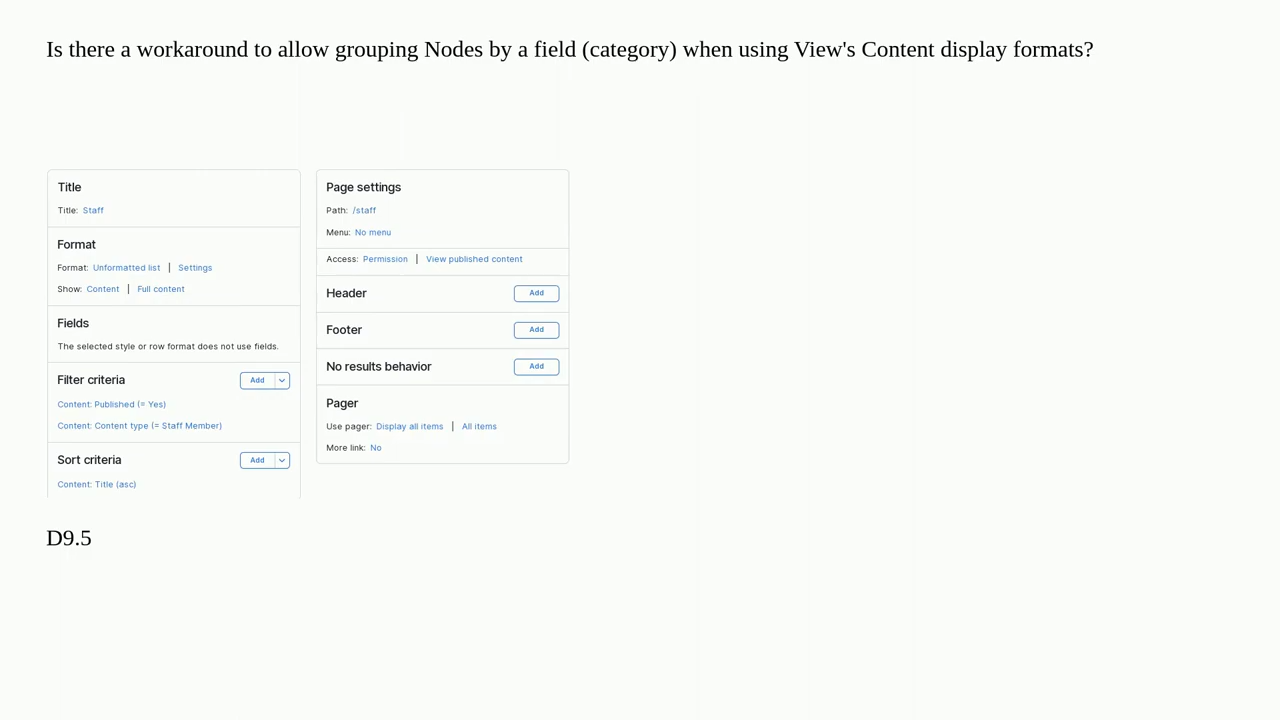 Is there a workaround to allow grouping Nodes by a field (category) when using View's Content display formats?
Title
Title: Staff
Format
Format: Unformatted list | Settings
Show: Content | Full content
Fields
The selected style or row format does not use fields.
Filter criteria Add
Content: Published (= Yes)
Content: Content type (= Staff Member)
Sort criteria Add
Content: Title (asc)
Page settings
Path: /staff
Menu: No menu
Access: Permission | View published content
Header Add
Footer Add
No results behavior Add
Pager
Use pager: Display all items | All items
More link: No
D9.5